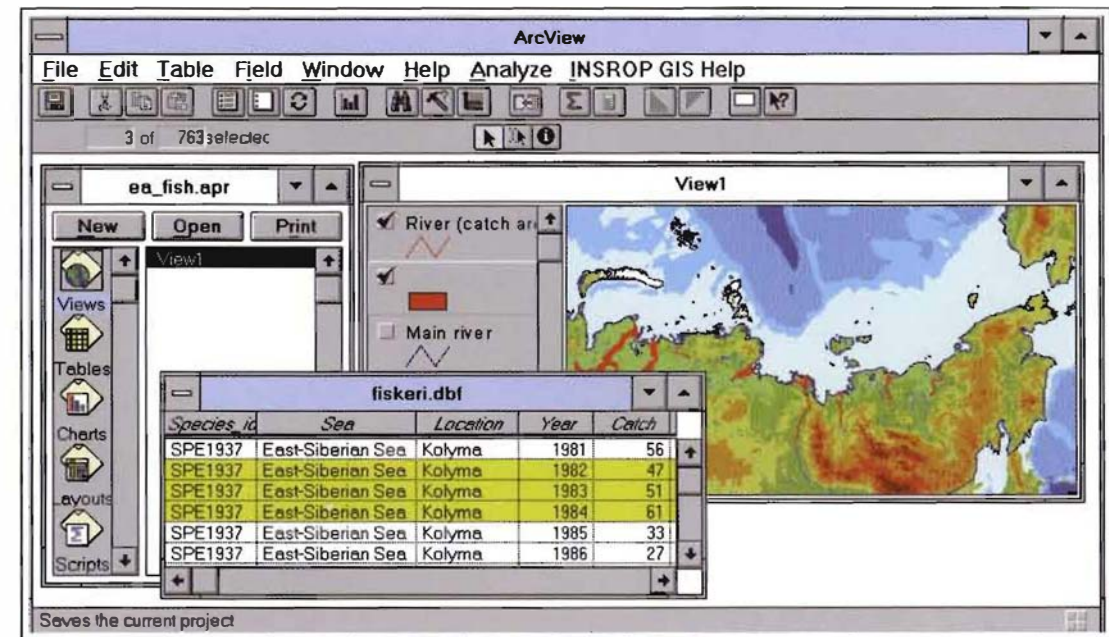 ArcView
File Edit Table Field Window Help Analyze INSROP GIS Help
3 of 763 selectec
ea_fish.apr
New Open Print
View1
Views
Tables
Charts
Layouts
Scripts
View1
River (catch are
Main river
fiskeri.dbf
Species_id Sea Location Year Catch
SPE1937 East-Siberian Sea Kolyma 1981 56
SPE1937 East-Siberian Sea Kolyma 1982 47
SPE1937 East-Siberian Sea Kolyma 1983 51
SPE1937 East-Siberian Sea Kolyma 1984 61
SPE1937 East-Siberian Sea Kolyma 1985 33
SPE1937 East-Siberian Sea Kolyma 1986 27
Saves the current project